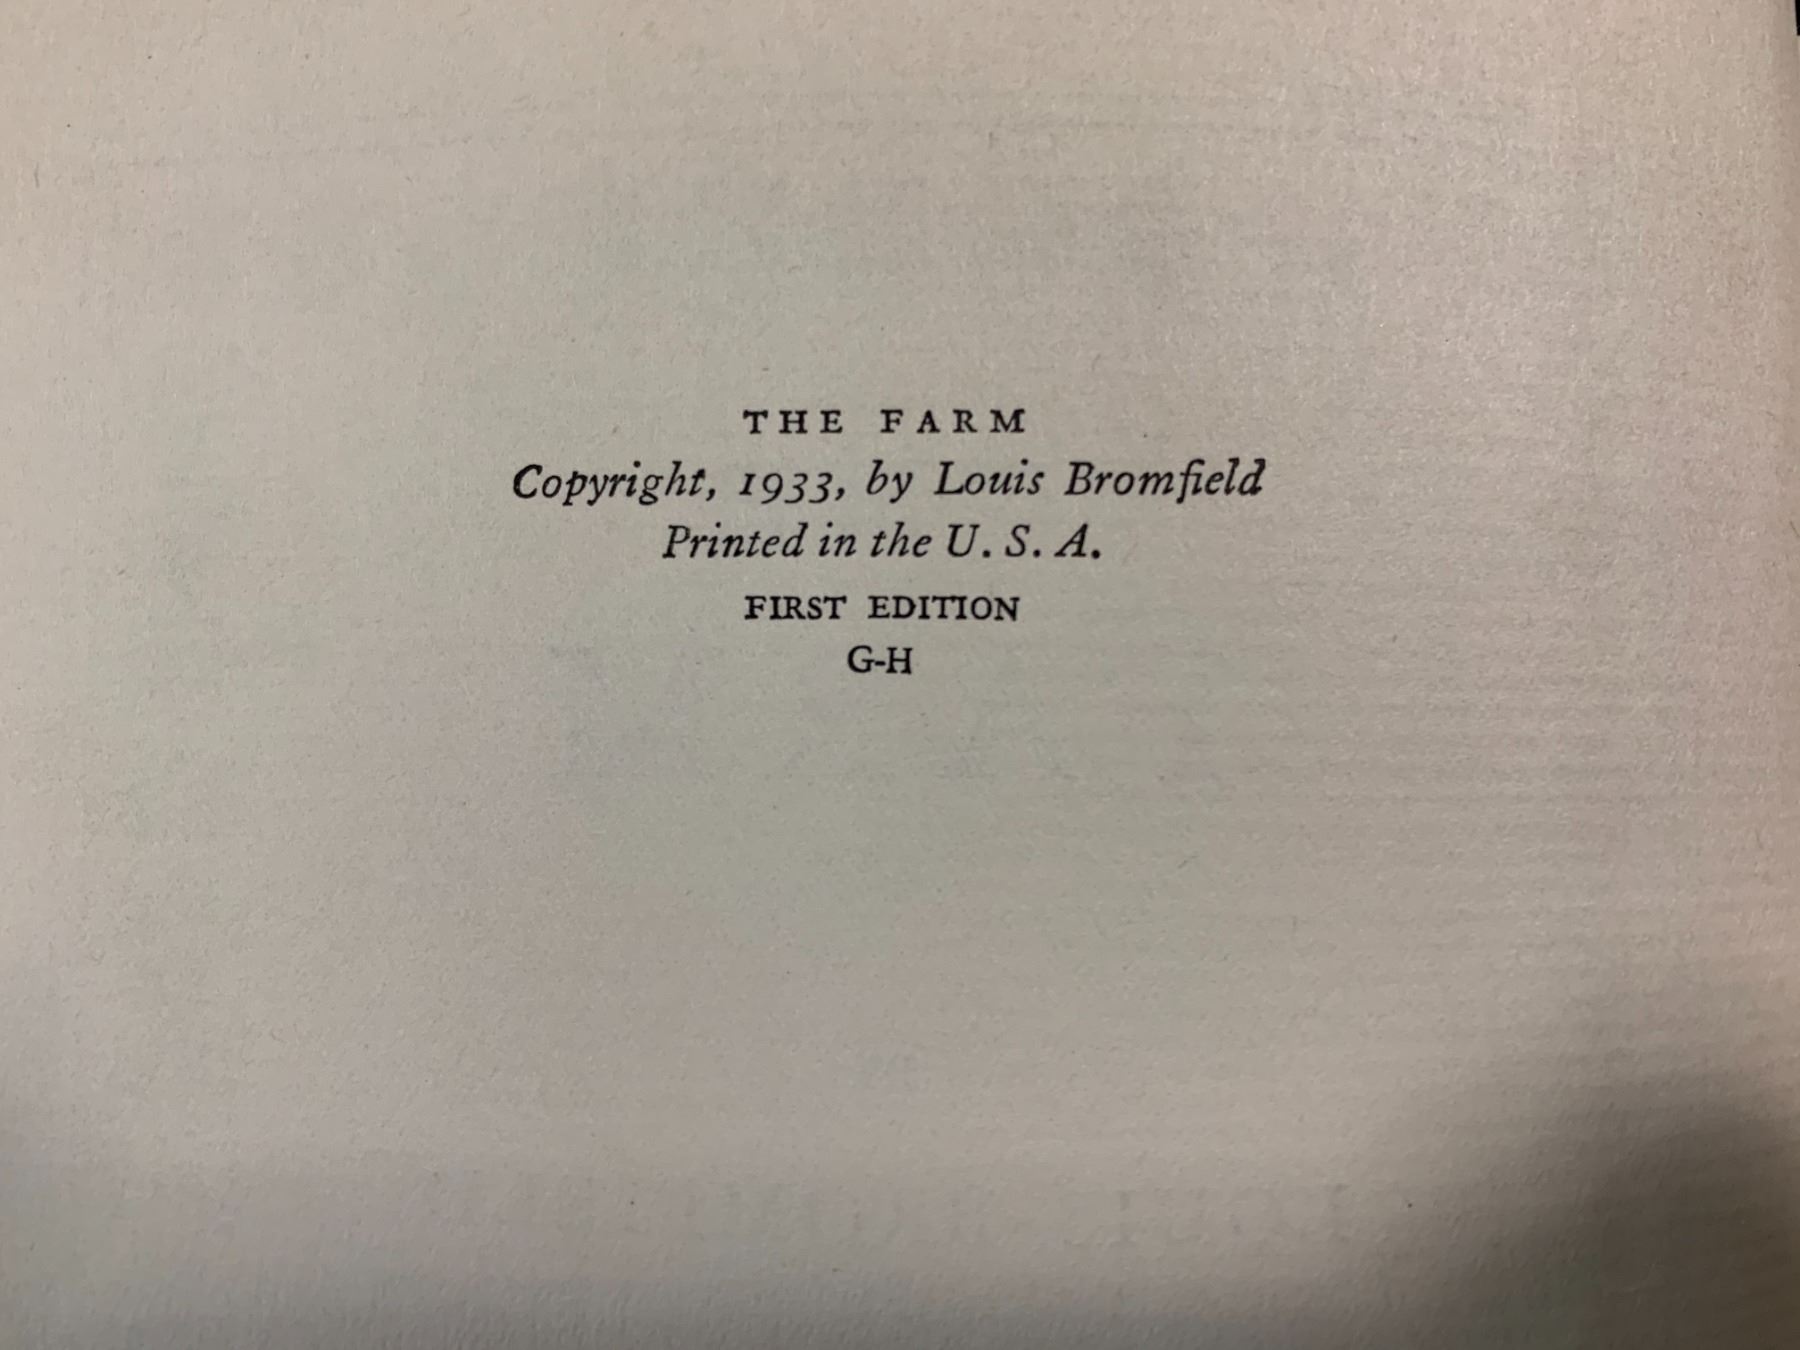 THE FARM
Copyright, 1933, by Louis Bromfield
Printed in the U. S. A.
FIRST EDITION
G-H